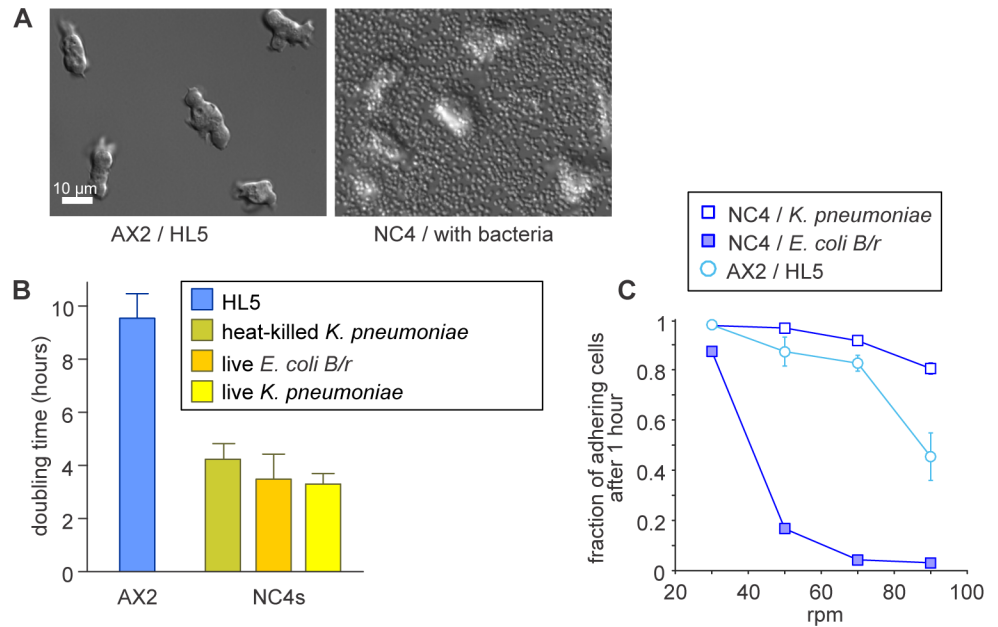 A
10 µm
AX2 / HL5
NC4 / with bacteria
B
HL5
heat-killed K. pneumoniae
live E. coli B/r
live K. pneumoniae
doubling time (hours)
10
8
6
4
2
0
AX2
NC4s
NC4 / K. pneumoniae
NC4 / E. coli B/r
AX2 / HL5
C
fraction of adhering cells
after 1 hour
1
0.8
0.6
0.4
0.2
0
20 40 60 80 100
rpm